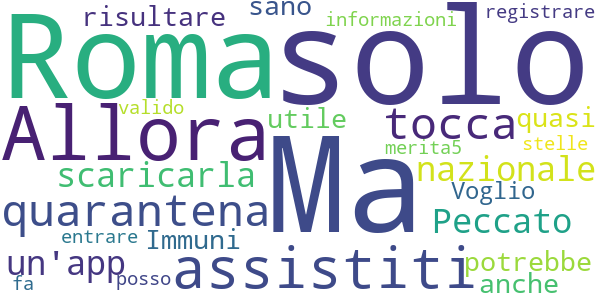 risultare sano informazioni registrare
Roma solo
Allora valido utile tocca quasi
merita5 stelle
scaricarla Ma nazionale
quarantena Voglio Peccato
entrare Immuni
un'app assistiti potrebbe
fa posso anche